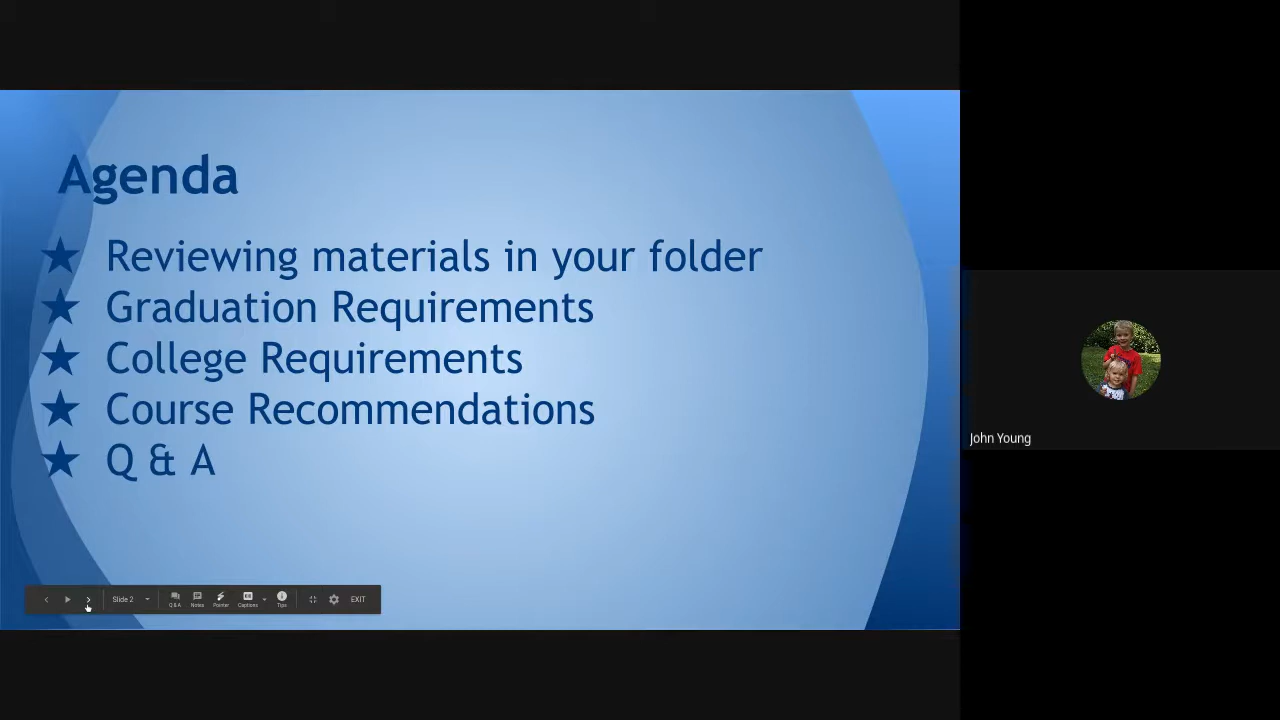 Agenda
★ Reviewing materials in your folder
★ Graduation Requirements
★ College Requirements
★ Course Recommendations
★ Q & A
John Young
Slide 2 Q & A Notes Pointer Captions Tips EXIT